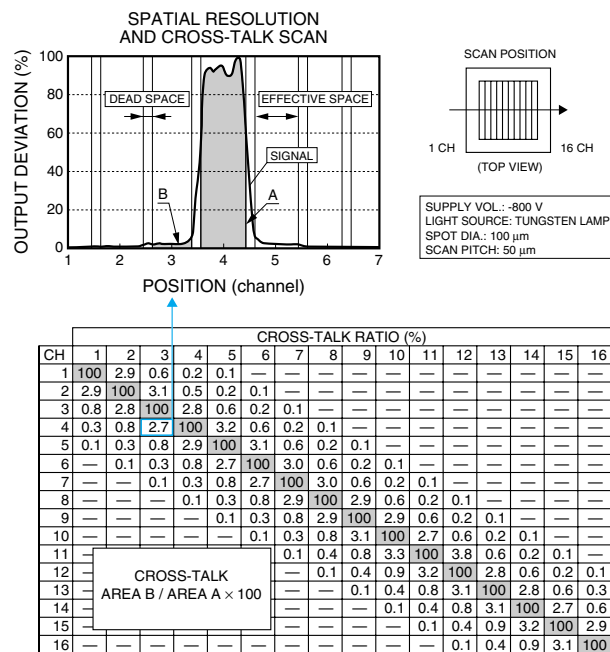 SPATIAL RESOLUTION
AND CROSS-TALK SCAN
OUTPUT DEVIATION (%)
100
80
60
40
20
0
DEAD SPACE
EFFECTIVE SPACE
SIGNAL
B
A
1 2 3 4 5 6 7
POSITION (channel)
SCAN POSITION
1 CH
16 CH
(TOP VIEW)
SUPPLY VOL.: -800 V
LIGHT SOURCE: TUNGSTEN LAMP
SPOT DIA.: 100 µm
SCAN PITCH: 50 µm
CROSS-TALK RATIO (%)
CH 1 2 3 4 5 6 7 8 9 10 11 12 13 14 15 16
1 100 2.9 0.6 0.2 0.1 — — — — — — — — — — —
2 2.9 100 3.1 0.5 0.2 0.1 — — — — — — — — — —
3 0.8 2.8 100 2.8 0.6 0.2 0.1 — — — — — — — — —
4 0.3 0.8 2.7 100 3.2 0.6 0.2 0.1 — — — — — — — —
5 0.1 0.3 0.8 2.9 100 3.1 0.6 0.2 0.1 — — — — — — —
6 — 0.1 0.3 0.8 2.7 100 3.0 0.6 0.2 0.1 — — — — — —
7 — — 0.1 0.3 0.8 2.7 100 3.0 0.6 0.2 0.1 — — — — —
8 — — — 0.1 0.3 0.8 2.9 100 2.9 0.6 0.2 0.1 — — — —
9 — — — — 0.1 0.3 0.8 2.9 100 2.9 0.6 0.2 0.1 — — —
10 — — — — — 0.1 0.3 0.8 3.1 100 2.7 0.6 0.2 0.1 — —
11 — 0.1 0.4 0.8 3.3 100 3.8 0.6 0.2 0.1 —
12 — — 0.1 0.4 0.9 3.2 100 2.8 0.6 0.2 0.1
13 — — — 0.1 0.4 0.8 3.1 100 2.8 0.6 0.3
14 — — — — 0.1 0.4 0.8 3.1 100 2.7 0.6
15 — — — — — 0.1 0.4 0.9 3.2 100 2.9
16 — — — — — — — — — — — 0.1 0.4 0.9 3.1 100
CROSS-TALK
AREA B / AREA A × 100